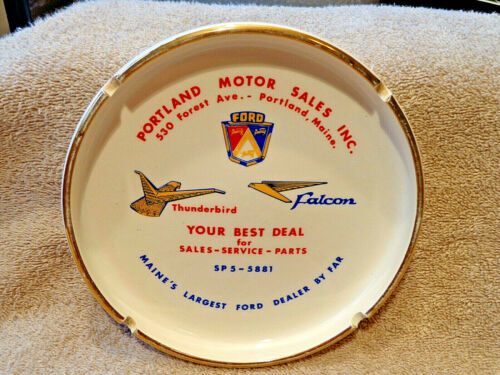 PORTLAND MOTOR SALES INC.
530 Forest Ave. - Portland, Maine.
FORD
Thunderbird
Falcon
YOUR BEST DEAL
for
SALES-SERVICE-PARTS
SP 5-5881
MAINE'S LARGEST FORD DEALER BY FAR